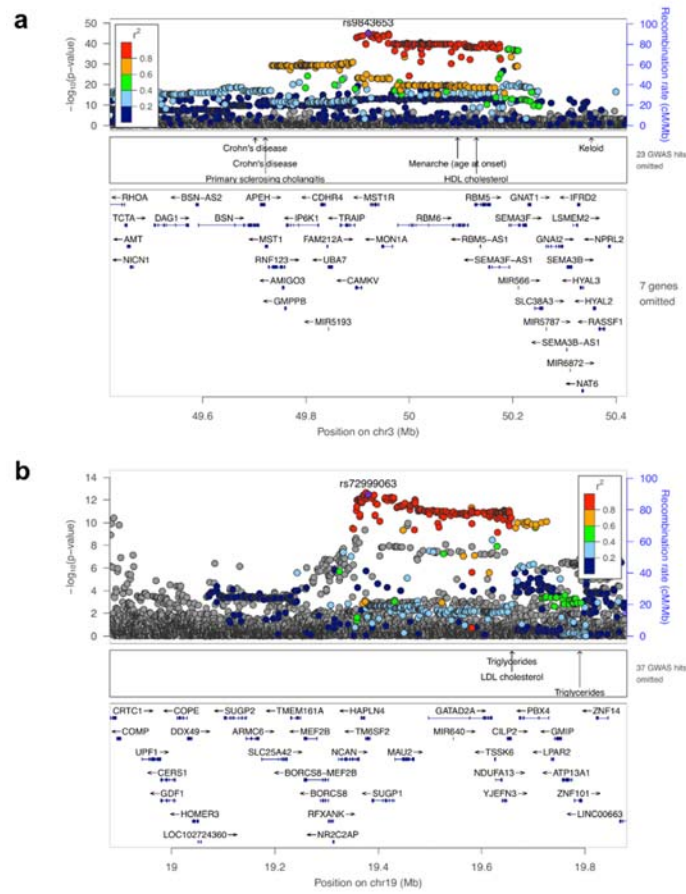 a
rs9843653
50
40
30
20
10
0
−log10(p-value)
r²
0.8
0.6
0.4
0.2
100
80
60
40
20
0
Recombination rate (cM/Mb)
Crohn's disease
Menarche (age at onset)
Keloid
Crohn's disease
Primary sclerosing cholangitis
HDL cholesterol
23 GWAS hits omitted
←RHOA ←BSN-AS2 APEH→ ←CDHR4 ←MST1R RBM5→ GNAT1→ ←IFRD2
TCTA→ DAG1→ BSN→ ←IP6K1 ←TRAIP RBM6→ SEMA3F→ LSMEM2→
←AMT ←MST1 FAM212A→ ←MON1A ←RBM5-AS1 GNAI2→ ←NPRL2
←NICN1 RNF123→ ←UBA7 ←SEMA3F-AS1 SEMA3B→
←AMIGO3 ←CAMKV MIR566→ ←HYAL3
←GMPPB SLC38A3→ ←HYAL2
←MIR5193 MIR5787→ ←RASSF1
←SEMA3B-AS1
MIR6872→
←NAT6
7 genes omitted
49.6 49.8 50 50.2 50.4
Position on chr3 (Mb)
b
rs72999063
14
12
10
8
6
4
2
0
−log10(p-value)
r²
0.8
0.6
0.4
0.2
100
80
60
40
20
0
Recombination rate (cM/Mb)
Triglycerides
LDL cholesterol
Triglycerides
37 GWAS hits omitted
←CRTC1→ ←COPE ←SUGP2 ←TMEM161A HAPLN4 GATAD2A→ ←PBX4 ←ZNF14
←COMP DDX49→ ARMC6→ ←MEF2B ←TM6SF2 MIR640→ CILP2→ ←GMIP
UPF1→ SLC25A42→ NCAN→ MAU2→ ←TSSK6 ←LPAR2
←CERS1 ←BORCS8-MEF2B NDUFA13→ ←ATP13A1
←GDF1 ←BORCS8 ←SUGP1 YJEFN3→ ZNF101→
←HOMER3 RFXANK→ ←LINC00663
LOC102724360→ ←NR2C2AP
19 19.2 19.4 19.6 19.8
Position on chr19 (Mb)